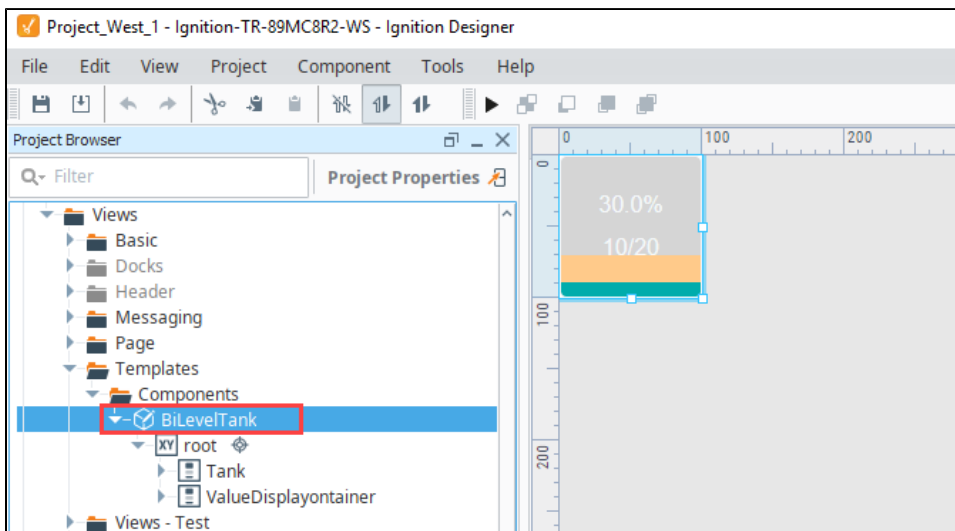 Project_West_1 - Ignition-TR-89MC8R2-WS - Ignition Designer
File Edit View Project Component Tools Help
Project Browser
Filter
Project Properties
Views
Basic
Docks
Header
Messaging
Page
Templates
Components
BiLevelTank
XY root
Tank
ValueDisplayontainer
Views - Test
0 100 200
0
100
200
30.0%
10/20